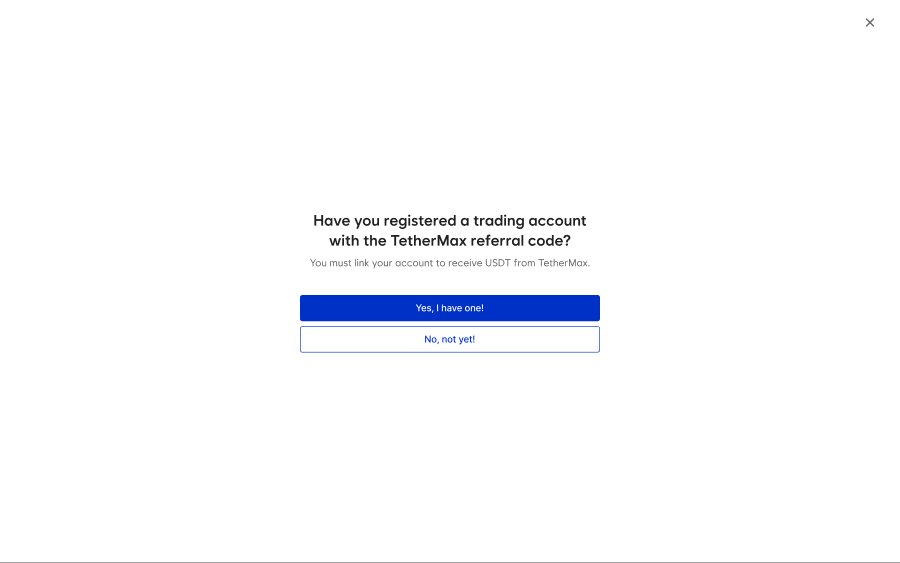 Have you registered a trading account
with the TetherMax referral code?
You must link your account to receive USDT from TetherMax.
Yes, I have one!
No, not yet!